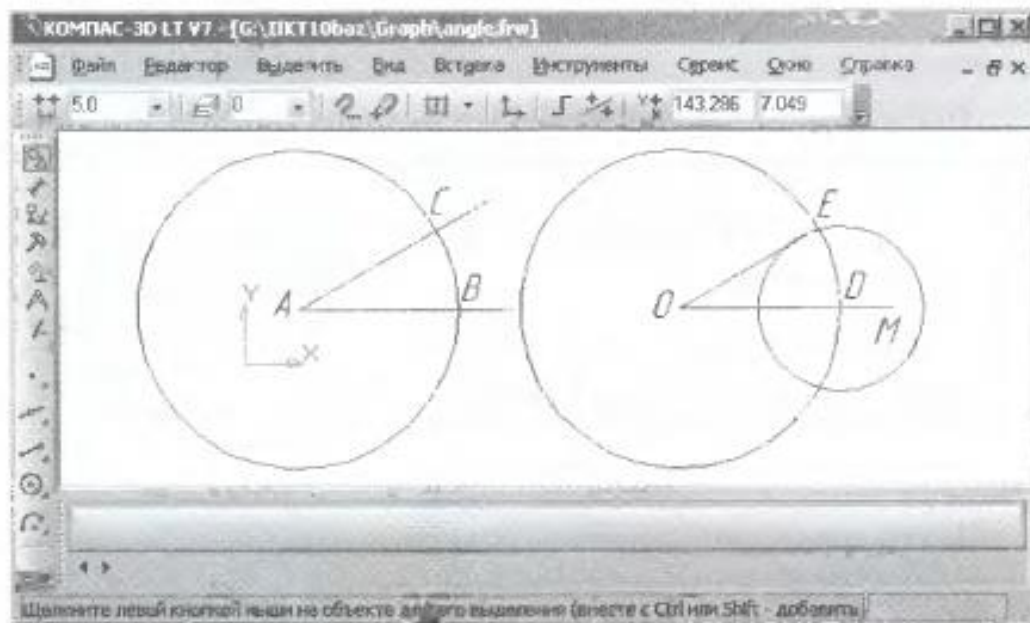 КОМПАС-3D LT V7 - [G:\ПКТ10baz\Graph\angle.frw]
Файл Редактор Выделить Вид Вставка Инструменты Сервис Окно Справка
5.0 0 143.296 7.049
C E
Y A B O D
M
X
Щелкните левой кнопкой мыши на объекте для его выделения (вместе с Ctrl или Shift - добавить